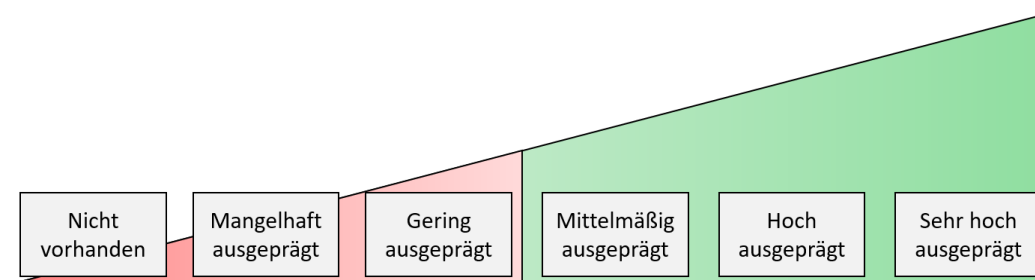 Nicht
vorhanden
Mangelhaft
ausgeprägt
Gering
ausgeprägt
Mittelmäßig
ausgeprägt
Hoch
ausgeprägt
Sehr hoch
ausgeprägt